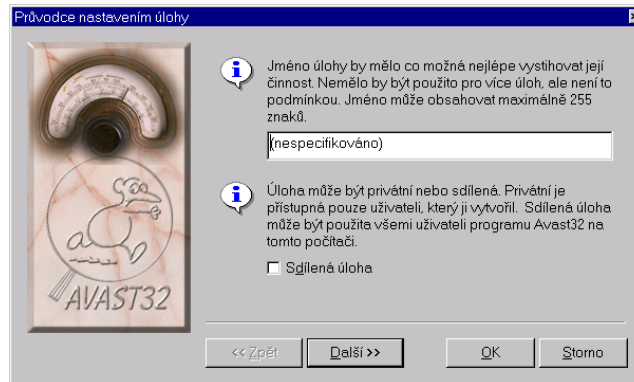 Průvodce nastavením úlohy
Jméno úlohy by mělo co možná nejlépe vystihovat její
činnost. Nemělo by být použito pro více úloh, ale není to
podmínkou. Jméno může obsahovat maximálně 255
znaků.
(nespecifikováno)
Úloha může být privátní nebo sdílená. Privátní je
přístupná pouze uživateli, který ji vytvořil. Sdílená úloha
může být použita všemi uživateli programu Avast32 na
tomto počítači.
Sdílená úloha
AVAST32
<< Zpět
Další >>
OK
Storno